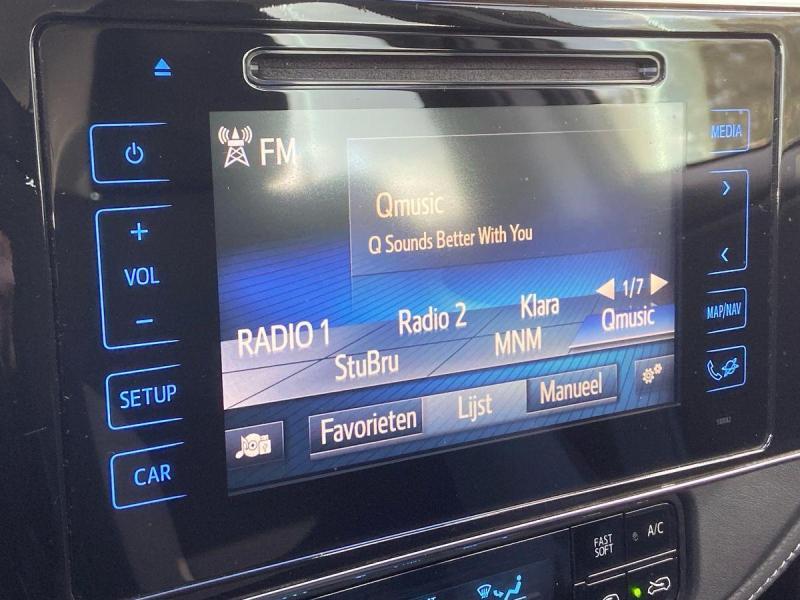 FM
MEDIA
Qmusic
Q Sounds Better With You
+
VOL
−
1/7
MAP/NAV
RADIO 1
Radio 2
Klara
StuBru
MNM
Qmusic
SETUP
Favorieten
Lijst
Manueel
CAR
FAST
SOFT
A/C